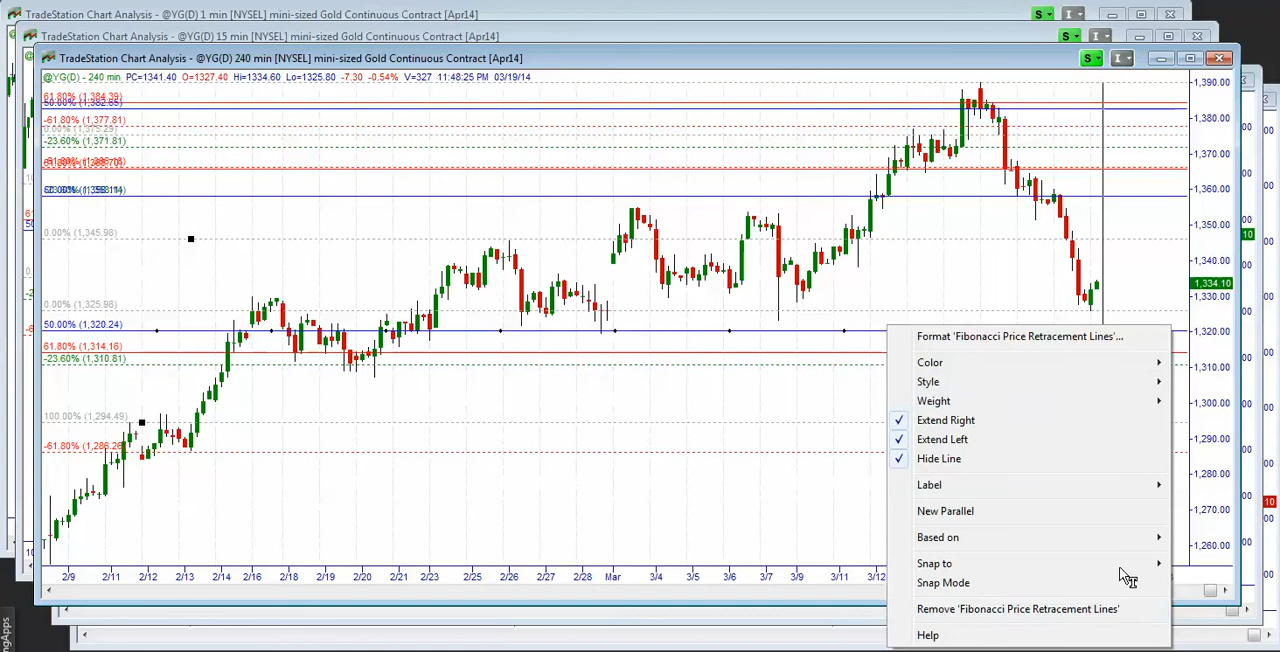 TradeStation Chart Analysis - @YG(D) 1 min [NYSEL] mini-sized Gold Continuous Contract [Apr14]
S
I
TradeStation Chart Analysis - @YG(D) 15 min [NYSEL] mini-sized Gold Continuous Contract [Apr14]
S
I
TradeStation Chart Analysis - @YG(D) 240 min [NYSEL] mini-sized Gold Continuous Contract [Apr14]
S
I
@YG(D) - 240 min PC=1341.40 O=1327.40 Hi=1334.60 Lo=1325.80 -7.30 -0.54% V=327 11:48:25 PM 03/19/14
1,390.00
61.80% (1,384.39)
1,380.00
-61.80% (1,377.81)
0.00% (1,375.29)
-23.60% (1,371.81)
1,370.00
1,360.00
1,350.00
0.00% (1,345.98)
1,340.00
1,334.10
1,330.00
0.00% (1,325.98)
50.00% (1,320.24)
1,320.00
61.80% (1,314.16)
-23.60% (1,310.81)
1,310.00
1,300.00
100.00% (1,294.49)
1,290.00
-61.80% (1,286.26)
1,280.00
1,270.00
1,260.00
2/9 2/11 2/12 2/13 2/14 2/17 2/18 2/19 2/20 2/21 2/23 2/25 2/26 2/27 2/28 Mar 3/4 3/5 3/6 3/7 3/9 3/11 3/12
Format 'Fibonacci Price Retracement Lines'...
Color
Style
Weight
Extend Right
Extend Left
Hide Line
Label
New Parallel
Based on
Snap to
Snap Mode
Remove 'Fibonacci Price Retracement Lines'
Help
ngApps